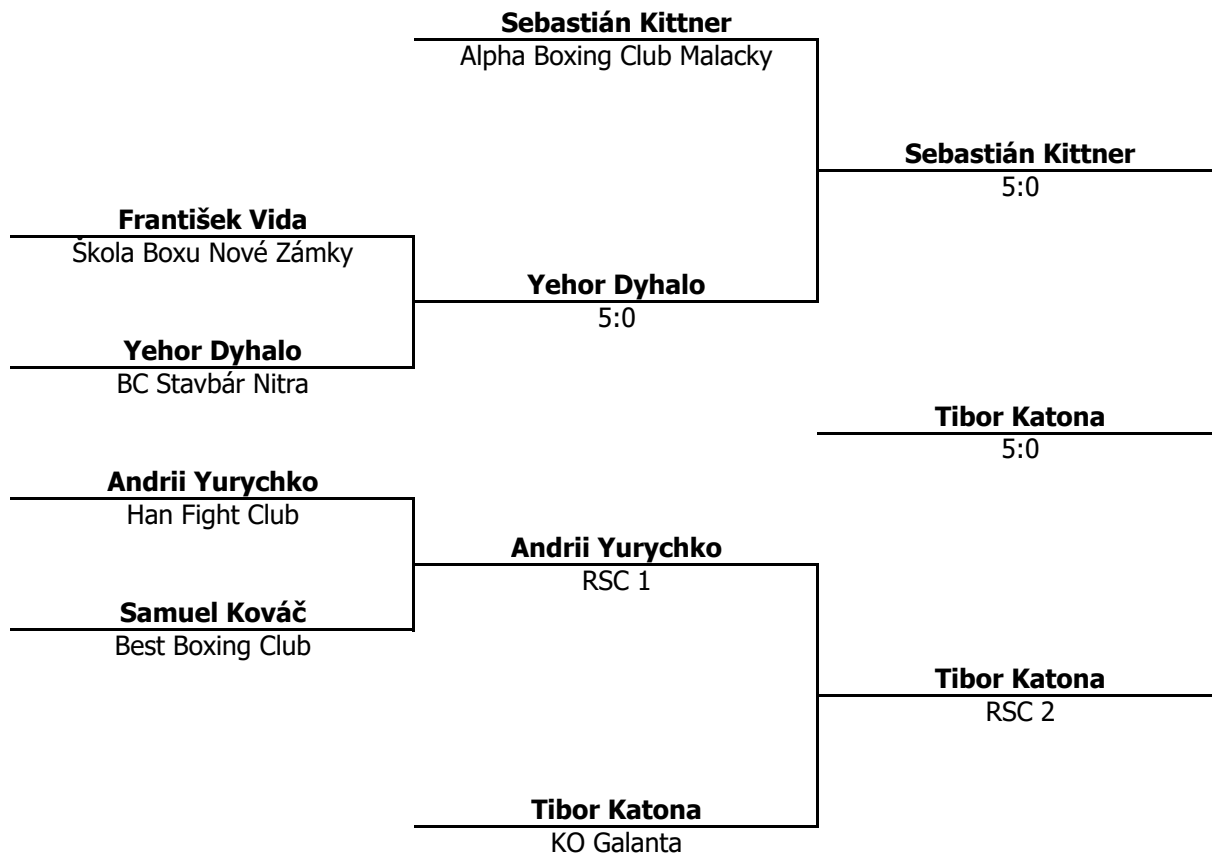 Sebastián Kittner
Alpha Boxing Club Malacky
Sebastián Kittner
5:0
František Vida
Škola Boxu Nové Zámky
Yehor Dyhalo
5:0
Yehor Dyhalo
BC Stavbár Nitra
Tibor Katona
5:0
Andrii Yurychko
Han Fight Club
Andrii Yurychko
RSC 1
Samuel Kováč
Best Boxing Club
Tibor Katona
RSC 2
Tibor Katona
KO Galanta